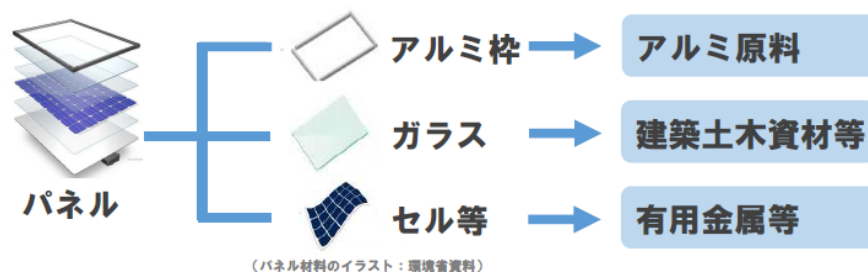 アルミ枠
アルミ原料
ガラス
建築土木資材等
パネル
セル等
有用金属等
(パネル材料のイラスト:環境省資料)